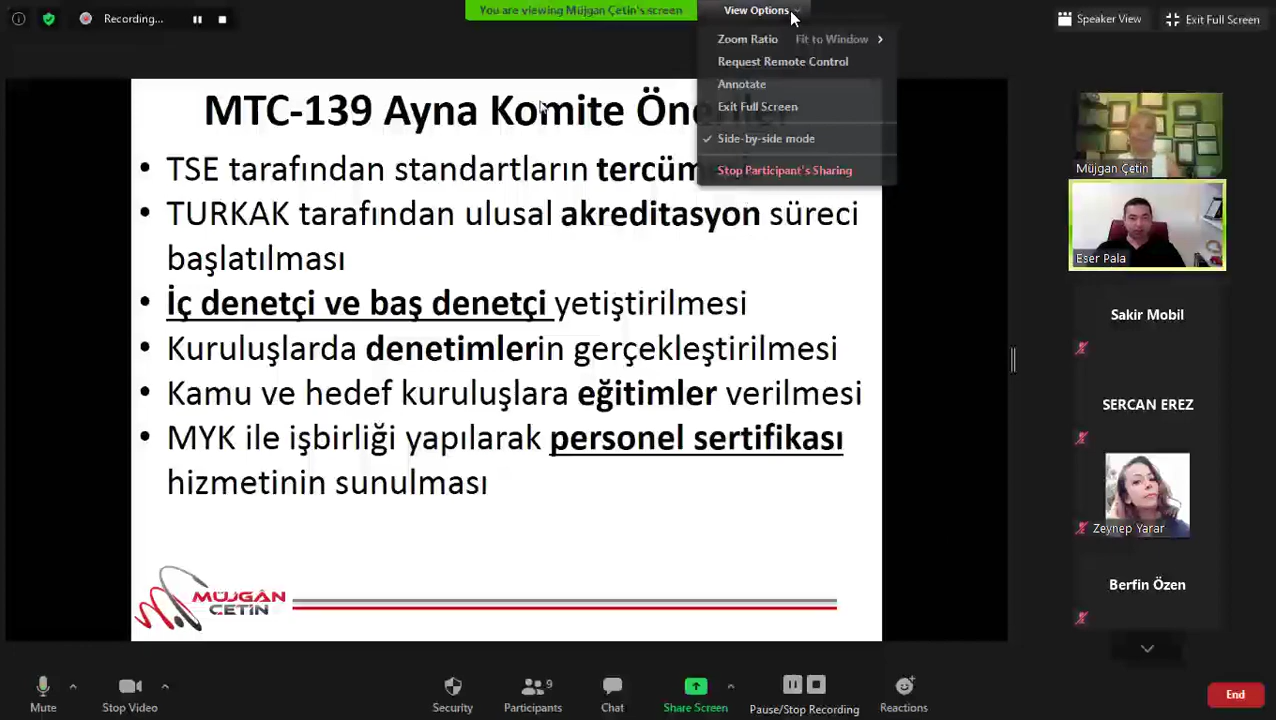 Recording...
You are viewing Müjgan Çetin's screen
View Options
Speaker View
Exit Full Screen
Zoom Ratio Fit to Window
Request Remote Control
Annotate
Exit Full Screen
Side-by-side mode
Stop Participant's Sharing
MTC-139 Ayna Komite
• TSE tarafından standartların
• TURKAK tarafından ulusal akreditasyon süreci
başlatılması
• İç denetçi ve baş denetçi yetiştirilmesi
• Kuruluşlarda denetimlerin gerçekleştirilmesi
• Kamu ve hedef kuruluşlara eğitimler verilmesi
• MYK ile işbirliği yapılarak personel sertifikası
hizmetinin sunulması
MÜJGÂN
ÇETİN
Müjgan Çetin
Eser Pala
Sakir Mobil
SERCAN EREZ
Zeynep Yarar
Berfin Özen
Mute
Stop Video
Security
9
Participants
Chat
Share Screen
Pause/Stop Recording
Reactions
End